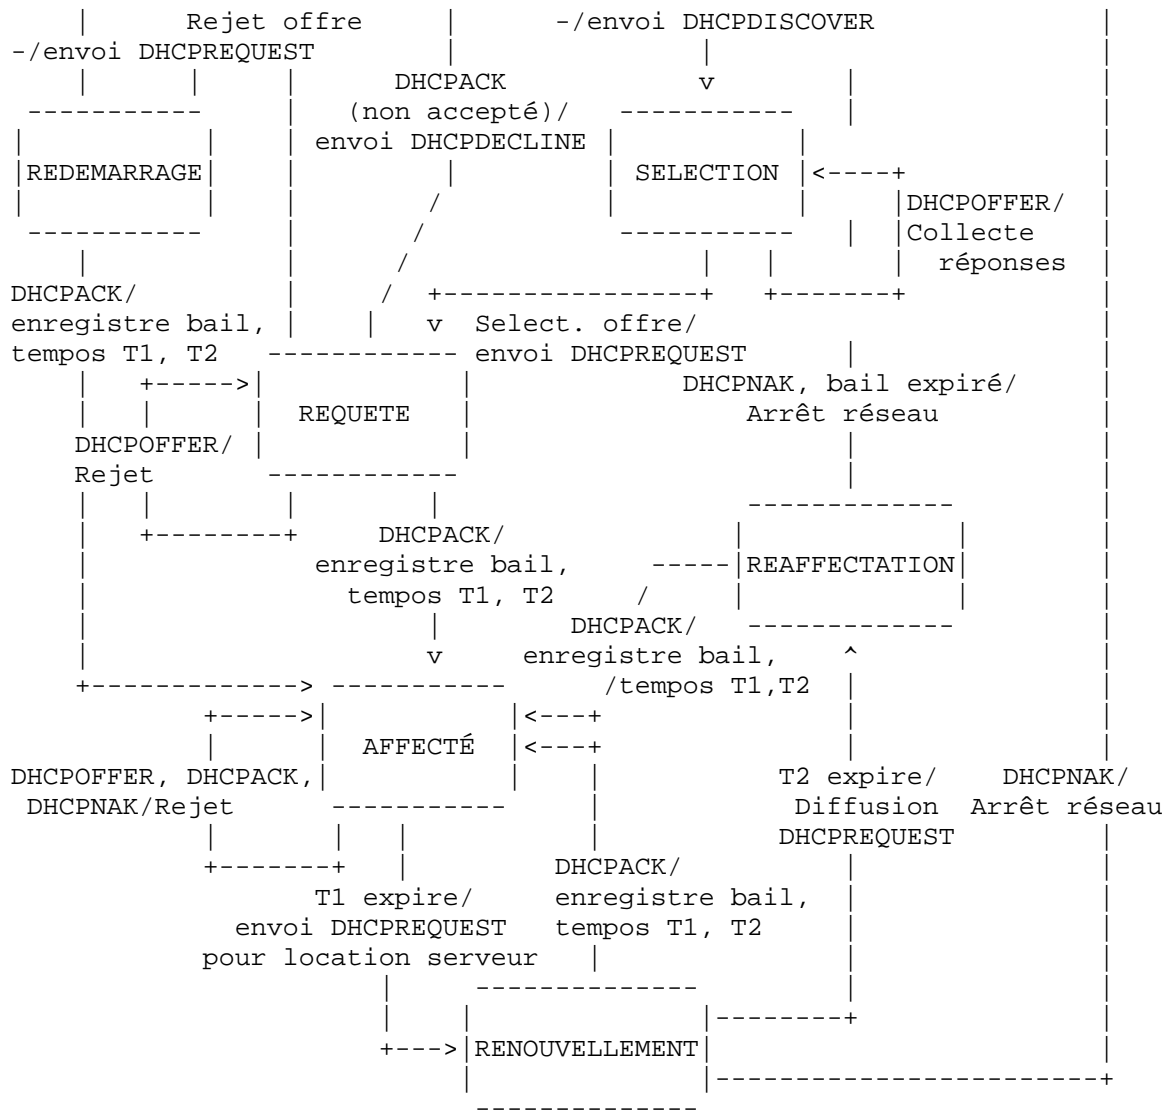 Rejet offre -/envoi DHCPDISCOVER
-/envoi DHCPREQUEST
DHCPACK
(non accepté)/
envoi DHCPDECLINE
REDEMARRAGE SELECTION
DHCPOFFER/
Collecte
réponses
DHCPACK/
enregistre bail, Select. offre/
tempos T1, T2 envoi DHCPREQUEST
DHCPNAK, bail expiré/
REQUETE Arrêt réseau
DHCPOFFER/
Rejet
DHCPACK/
enregistre bail, REAFFECTATION
tempos T1, T2
DHCPACK/
enregistre bail,
/tempos T1,T2
AFFECTÉ
DHCPOFFER, DHCPACK, T2 expire/ DHCPNAK/
DHCPNAK/Rejet Diffusion Arrêt réseau
DHCPREQUEST
DHCPACK/
T1 expire/ enregistre bail,
envoi DHCPREQUEST tempos T1, T2
pour location serveur
RENOUVELLEMENT